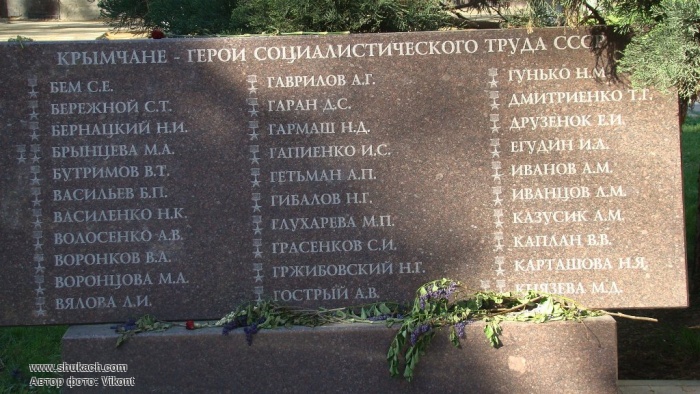 КРЫМЧАНЕ - ГЕРОИ СОЦИАЛИСТИЧЕСКОГО ТРУДА
БЕМ С.Е.
БЕРЕЖНОЙ С.Т.
БЕРНАЦКИЙ Н.И.
БРЫНЦЕВА М.А.
БУТРИМОВ В.Т.
ВАСИЛЬЕВ Б.П.
ВАСИЛЕНКО Н.К.
ВОЛОСЕНКО А.В.
ВОРОНКОВ В.А.
ВОРОНЦОВА М.А.
ВЯЛОВА Л.И.
ГАВРИЛОВ А.Г.
ГАРАН Д.С.
ГАРМАШ Н.Д.
ГАПИЕНКО И.С.
ГЕТЬМАН А.П.
ГИБАЛОВ Н.Г.
ГЛУХАРЕВА М.П.
ГРАСЕНКОВ С.И.
ГРЖИБОВСКИЙ Н.Г.
ГОСТРЫЙ А.В.
ГУНЬКО Н.М.
ДМИТРИЕНКО Т.Г.
ДРУЗЕНОК Е.И.
ЕГУДИН И.А.
ИВАНОВ А.М.
ИВАНЦОВ Л.М.
КАЗУСИК А.М.
КАПЛАН В.В.
КАРТАШОВА Н.Я.
КНЯЗЕВА М.Д.
www.shukach.com
Автор фото: Vikont